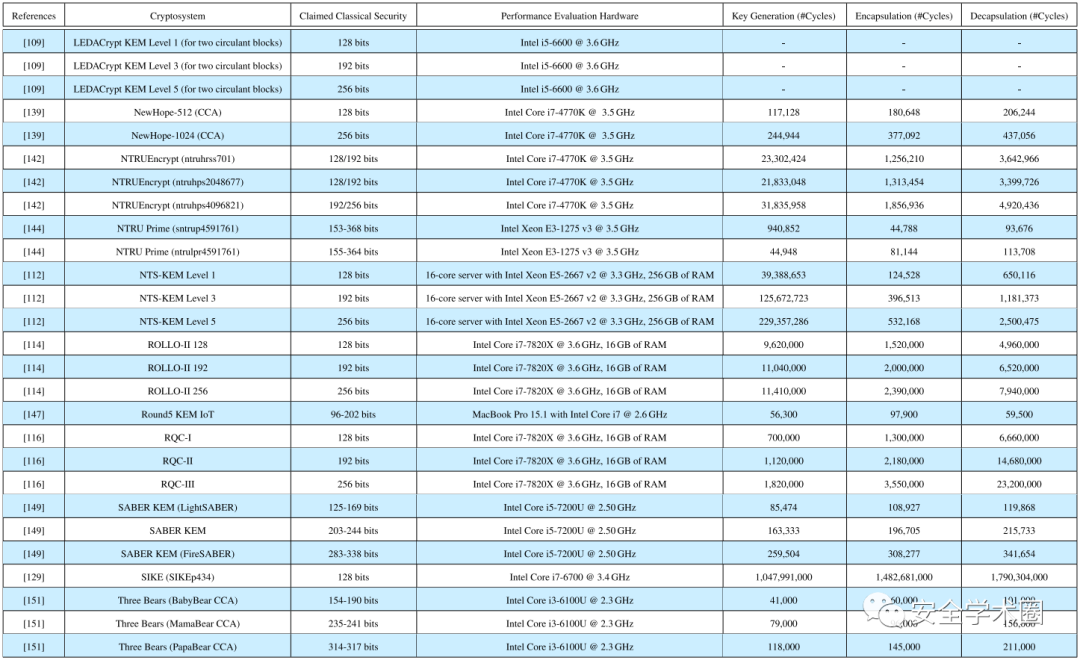 References Cryptosystem Claimed Classical Security Performance Evaluation Hardware Key Generation (#Cycles) Encapsulation (#Cycles) Decapsulation (#Cycles)
[109] LEDACrypt KEM Level 1 (for two circulant blocks) 128 bits Intel i5-6600 @ 3.6 GHz - - -
[109] LEDACrypt KEM Level 3 (for two circulant blocks) 192 bits Intel i5-6600 @ 3.6 GHz - - -
[109] LEDACrypt KEM Level 5 (for two circulant blocks) 256 bits Intel i5-6600 @ 3.6 GHz - - -
[139] NewHope-512 (CCA) 128 bits Intel Core i7-4770K @ 3.5 GHz 117,128 180,648 206,244
[139] NewHope-1024 (CCA) 256 bits Intel Core i7-4770K @ 3.5 GHz 244,944 377,092 437,056
[142] NTRUEncrypt (ntruhrss701) 128/192 bits Intel Core i7-4770K @ 3.5 GHz 23,302,424 1,256,210 3,642,966
[142] NTRUEncrypt (ntruhps2048677) 128/192 bits Intel Core i7-4770K @ 3.5 GHz 21,833,048 1,313,454 3,399,726
[142] NTRUEncrypt (ntruhps4096821) 192/256 bits Intel Core i7-4770K @ 3.5 GHz 31,835,958 1,856,936 4,920,436
[144] NTRU Prime (sntrup4591761) 153-368 bits Intel Xeon E3-1275 v3 @ 3.5 GHz 940,852 44,788 93,676
[144] NTRU Prime (ntrulpr4591761) 155-364 bits Intel Xeon E3-1275 v3 @ 3.5 GHz 44,948 81,144 113,708
[112] NTS-KEM Level 1 128 bits 16-core server with Intel Xeon E5-2667 v2 @ 3.3 GHz, 256 GB of RAM 39,388,653 124,528 650,116
[112] NTS-KEM Level 3 192 bits 16-core server with Intel Xeon E5-2667 v2 @ 3.3 GHz, 256 GB of RAM 125,672,723 396,513 1,181,373
[112] NTS-KEM Level 5 256 bits 16-core server with Intel Xeon E5-2667 v2 @ 3.3 GHz, 256 GB of RAM 229,357,286 532,168 2,500,475
[114] ROLLO-II 128 128 bits Intel Core i7-7820X @ 3.6 GHz, 16 GB of RAM 9,620,000 1,520,000 4,960,000
[114] ROLLO-II 192 192 bits Intel Core i7-7820X @ 3.6 GHz, 16 GB of RAM 11,040,000 2,000,000 6,520,000
[114] ROLLO-II 256 256 bits Intel Core i7-7820X @ 3.6 GHz, 16 GB of RAM 11,410,000 2,390,000 7,940,000
[147] Round5 KEM IoT 96-202 bits MacBook Pro 15.1 with Intel Core i7 @ 2.6 GHz 56,300 97,900 59,500
[116] RQC-I 128 bits Intel Core i7-7820X @ 3.6 GHz, 16 GB of RAM 700,000 1,300,000 6,660,000
[116] RQC-II 192 bits Intel Core i7-7820X @ 3.6 GHz, 16 GB of RAM 1,120,000 2,180,000 14,680,000
[116] RQC-III 256 bits Intel Core i7-7820X @ 3.6 GHz, 16 GB of RAM 1,820,000 3,550,000 23,200,000
[149] SABER KEM (LightSABER) 125-169 bits Intel Core i5-7200U @ 2.50 GHz 85,474 108,927 119,868
[149] SABER KEM 203-244 bits Intel Core i5-7200U @ 2.50 GHz 163,333 196,705 215,733
[149] SABER KEM (FireSABER) 283-338 bits Intel Core i5-7200U @ 2.50 GHz 259,504 308,277 341,654
[129] SIKE (SIKEp434) 128 bits Intel Core i7-6700 @ 3.4 GHz 1,047,991,000 1,482,681,000 1,790,304,000
[151] Three Bears (BabyBear CCA) 154-190 bits Intel Core i3-6100U @ 2.3 GHz 41,000
[151] Three Bears (MamaBear CCA) 235-241 bits Intel Core i3-6100U @ 2.3 GHz 79,000
[151] Three Bears (PapaBear CCA) 314-317 bits Intel Core i3-6100U @ 2.3 GHz 118,000 145,000 211,000
安全学术圈